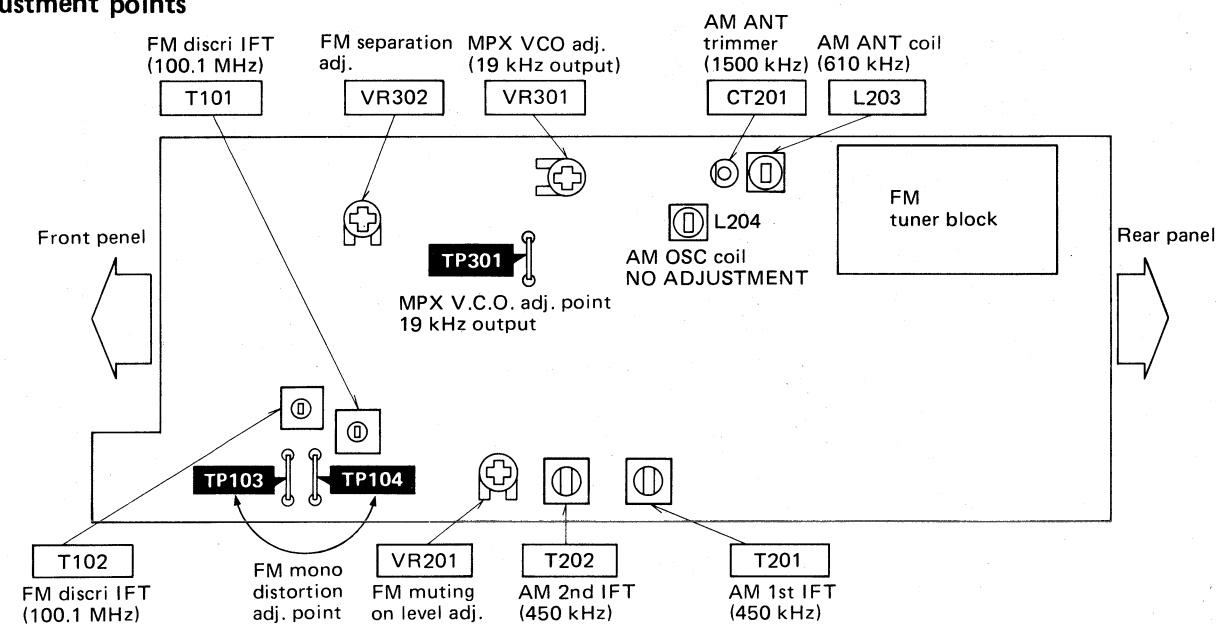 ustment points
FM discri IFT
(100.1 MHz)
T101
FM separation
adj.
VR302
MPX VCO adj.
(19 kHz output)
VR301
AM ANT
trimmer
(1500 kHz)
CT201
AM ANT coil
(610 kHz)
L203
FM
tuner block
L204
AM OSC coil
NO ADJUSTMENT
Front penel
Rear panel
TP301
MPX V.C.O. adj. point
19 kHz output
TP103
TP104
T102
FM discri IFT
(100.1 MHz)
FM mono
distortion
adj. point
VR201
FM muting
on level adj.
T202
AM 2nd IFT
(450 kHz)
T201
AM 1st IFT
(450 kHz)